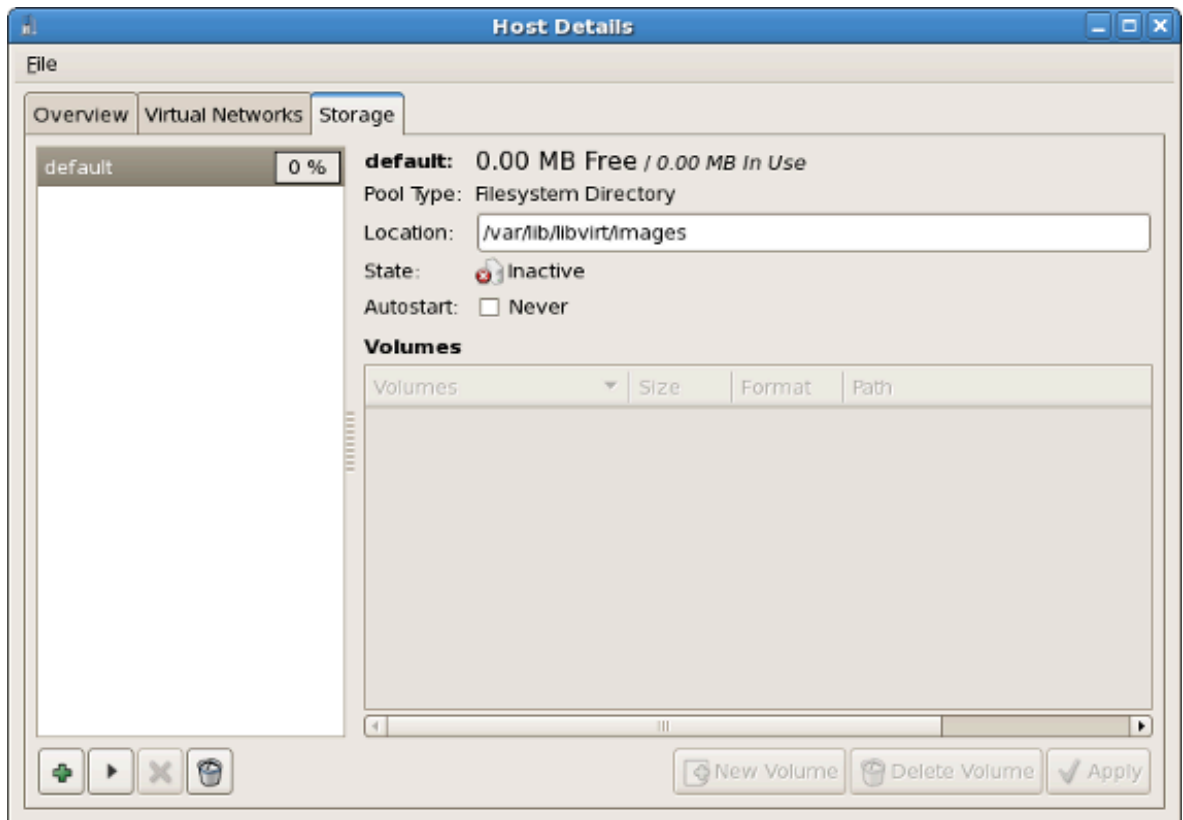 Host Details
File
Overview Virtual Networks Storage
default 0 %
default: 0.00 MB Free / 0.00 MB In Use
Pool Type: Filesystem Directory
Location: /var/lib/libvirt/images
State: Inactive
Autostart: Never
Volumes
Volumes Size Format Path
New Volume Delete Volume Apply